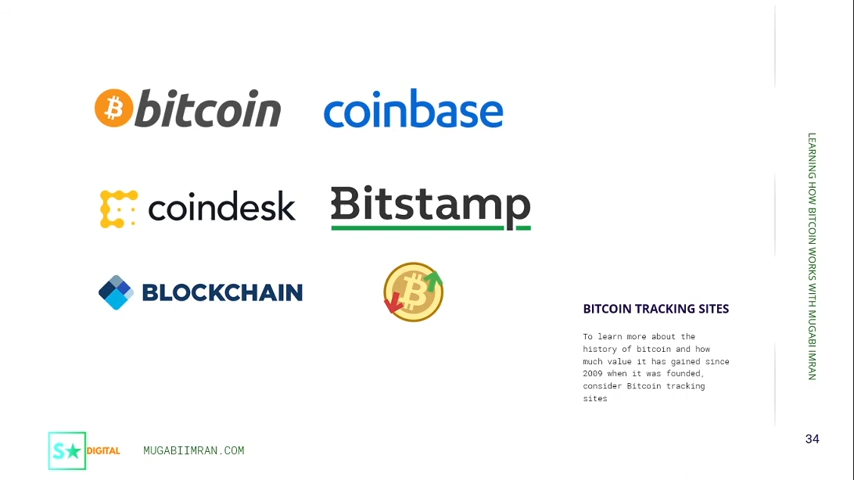 bitcoin
coinbase
coindesk
Bitstamp
BLOCKCHAIN
BITCOIN TRACKING SITES
To learn more about the
history of bitcoin and how
much value it has gained since
2009 when it was founded,
consider Bitcoin tracking
sites
LEARNING HOW BITCOIN WORKS WITH MUGABI IMRAN
34
S★ DIGITAL
MUGABIIMRAN.COM